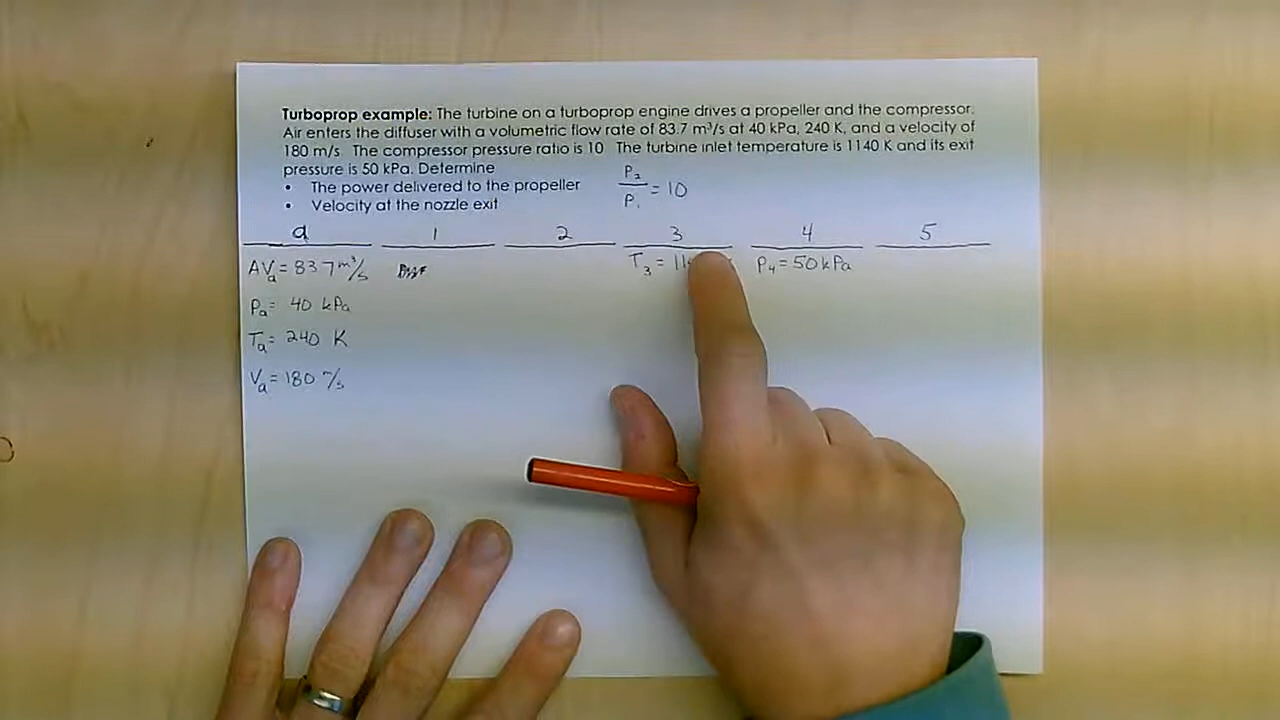 Turboprop example: The turbine on a turboprop engine drives a propeller and the compressor.
Air enters the diffuser with a volumetric flow rate of 83.7 m³/s at 40 kPa, 240 K, and a velocity of
180 m/s. The compressor pressure ratio is 10. The turbine inlet temperature is 1140 K and its exit
pressure is 50 kPa. Determine
• The power delivered to the propeller
• Velocity at the nozzle exit
P₂/P₁ = 10
a 1 2 3 4 5
AVₐ = 83.7 m³/s T₃ = 11 P₄ = 50 kPa
Pₐ = 40 kPa
Tₐ = 240 K
Vₐ = 180 m/s